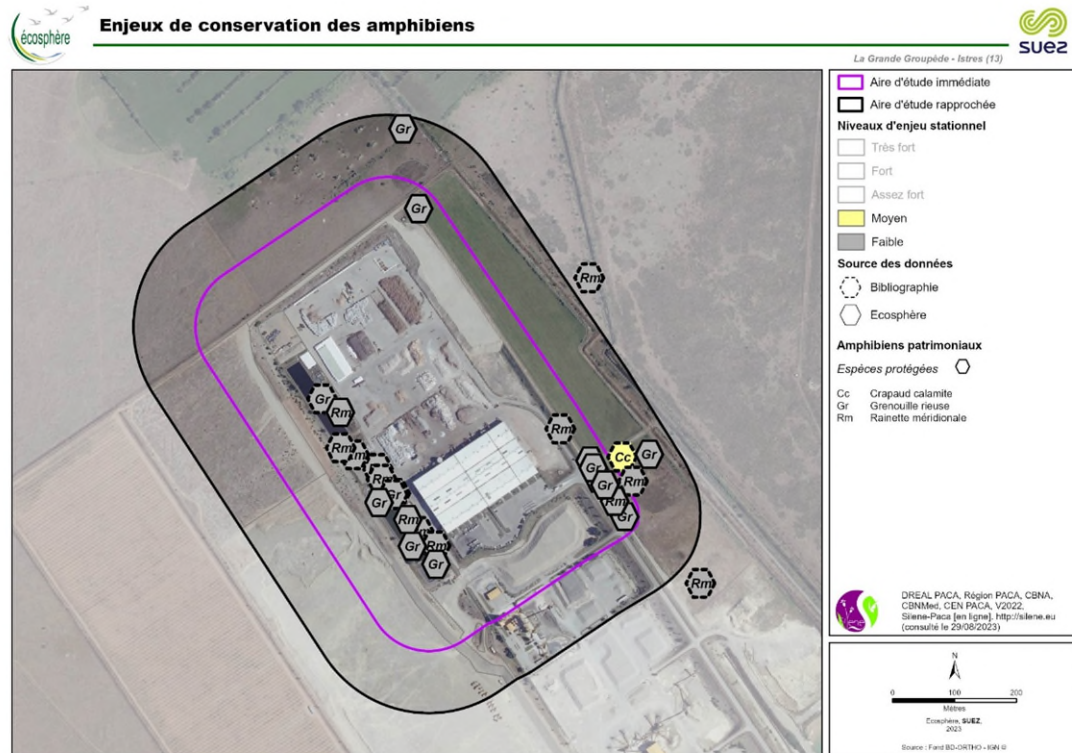 écosphère
Enjeux de conservation des amphibiens
suez
La Grande Groupède - Istres (13)
Aire d'étude immédiate
Aire d'étude rapprochée
Niveaux d'enjeu stationnel
Très fort
Fort
Assez fort
Moyen
Faible
Source des données
Bibliographie
Ecosphère
Amphibiens patrimoniaux
Espèces protégées
Cc Crapaud calamite
Gr Grenouille rieuse
Rm Rainette méridionale
Gr
Gr
Rm
Gr
Rm
Rm
Rm
Cc
Gr
Gr
Rm
m
Rm
Gr
Gr
Gr
Rm
Rm
Gr
m
Gr
Rm
Gr
Rm
DREAL PACA, Région PACA, CBNA,
CBNMed, CEN PACA, V2022,
Silene-Paca [en ligne]. http://silene.eu
(consulté le 29/08/2023)
N
0 100 200
Mètres
Ecosphère, SUEZ,
2023
Source : Fond BD-ORTHO - IGN ©